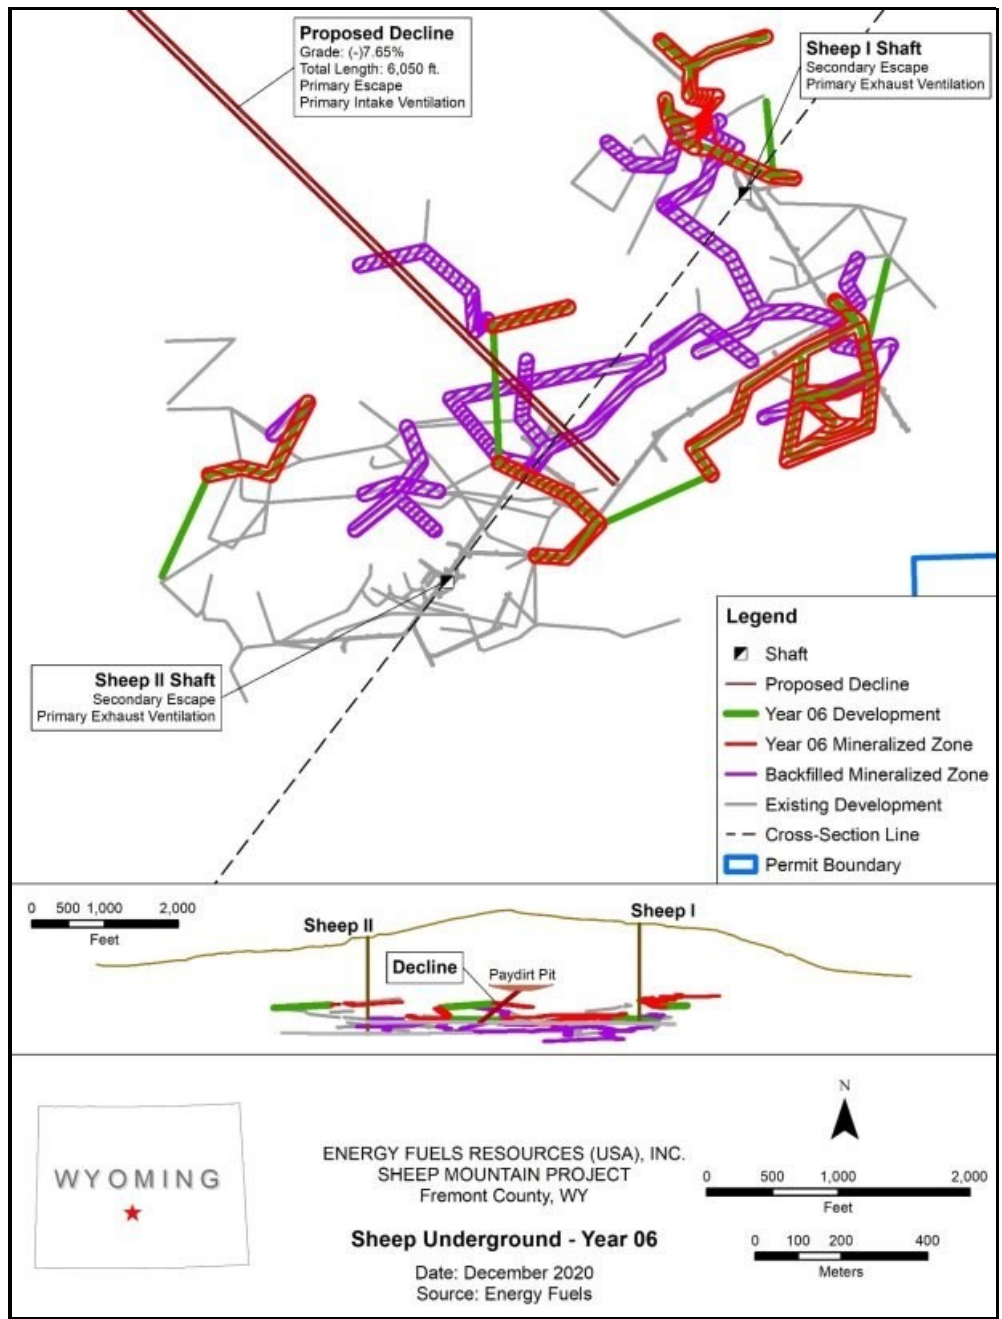 Proposed Decline
Grade: (-)7.65%
Total Length: 6,050 ft.
Primary Escape
Primary Intake Ventilation
Sheep I Shaft
Secondary Escape
Primary Exhaust Ventilation
Sheep II Shaft
Secondary Escape
Primary Exhaust Ventilation
Legend
Shaft
Proposed Decline
Year 06 Development
Year 06 Mineralized Zone
Backfilled Mineralized Zone
Existing Development
Cross-Section Line
Permit Boundary
0 500 1,000 2,000
Feet
Sheep II
Sheep I
Decline
Paydirt Pit
WYOMING
ENERGY FUELS RESOURCES (USA), INC.
SHEEP MOUNTAIN PROJECT
Fremont County, WY
Sheep Underground - Year 06
Date: December 2020
Source: Energy Fuels
N
0 500 1,000 2,000
Feet
0 100 200 400
Meters